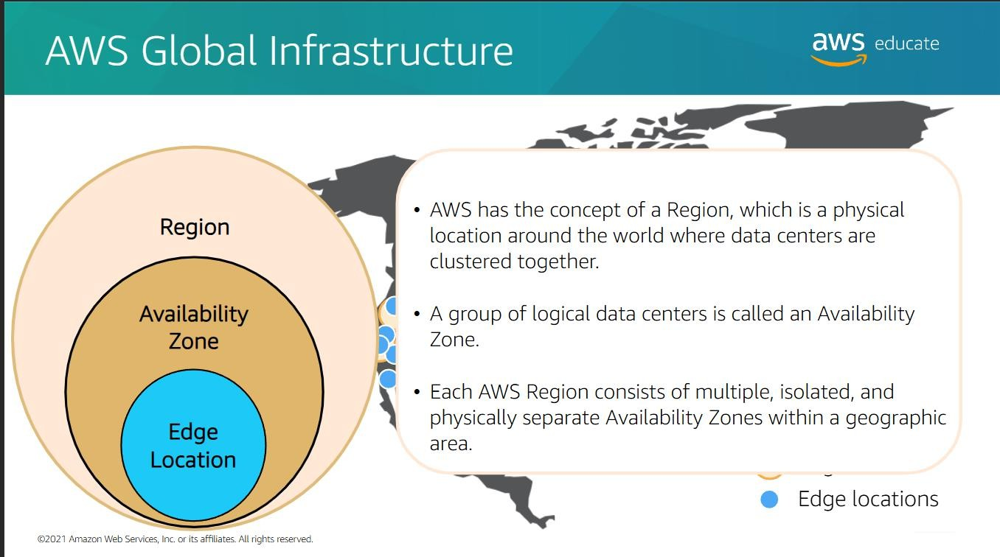 AWS Global Infrastructure
aws educate
Region
Availability
Zone
Edge
Location
• AWS has the concept of a Region, which is a physical
location around the world where data centers are
clustered together.
• A group of logical data centers is called an Availability
Zone.
• Each AWS Region consists of multiple, isolated, and
physically separate Availability Zones within a geographic
area.
Edge locations
©2021 Amazon Web Services, Inc. or its affiliates. All rights reserved.